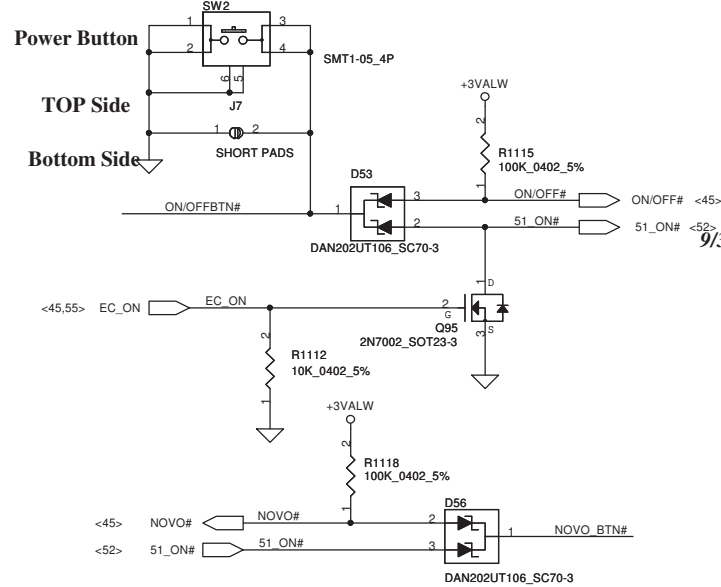 SW2
1
3
Power Button
2
4
SMT1-05_4P
6
5
TOP Side
J7
+3VALW
1
2
Bottom Side
SHORT PADS
2
R1115
100K_0402_5%
1
D53
ON/OFFBTN#
1
3
ON/OFF#
ON/OFF# <45>
2
51_ON#
51_ON# <52>
9/3
DAN202UT106_SC70-3
1
D
<45,55> EC_ON
EC_ON
2
G
Q95
S
3
2N7002_SOT23-3
2
R1112
10K_0402_5%
1
+3VALW
2
R1118
100K_0402_5%
1
D56
<45> NOVO#
NOVO#
2
1
NOVO_BTN#
<52> 51_ON#
51_ON#
3
DAN202UT106_SC70-3